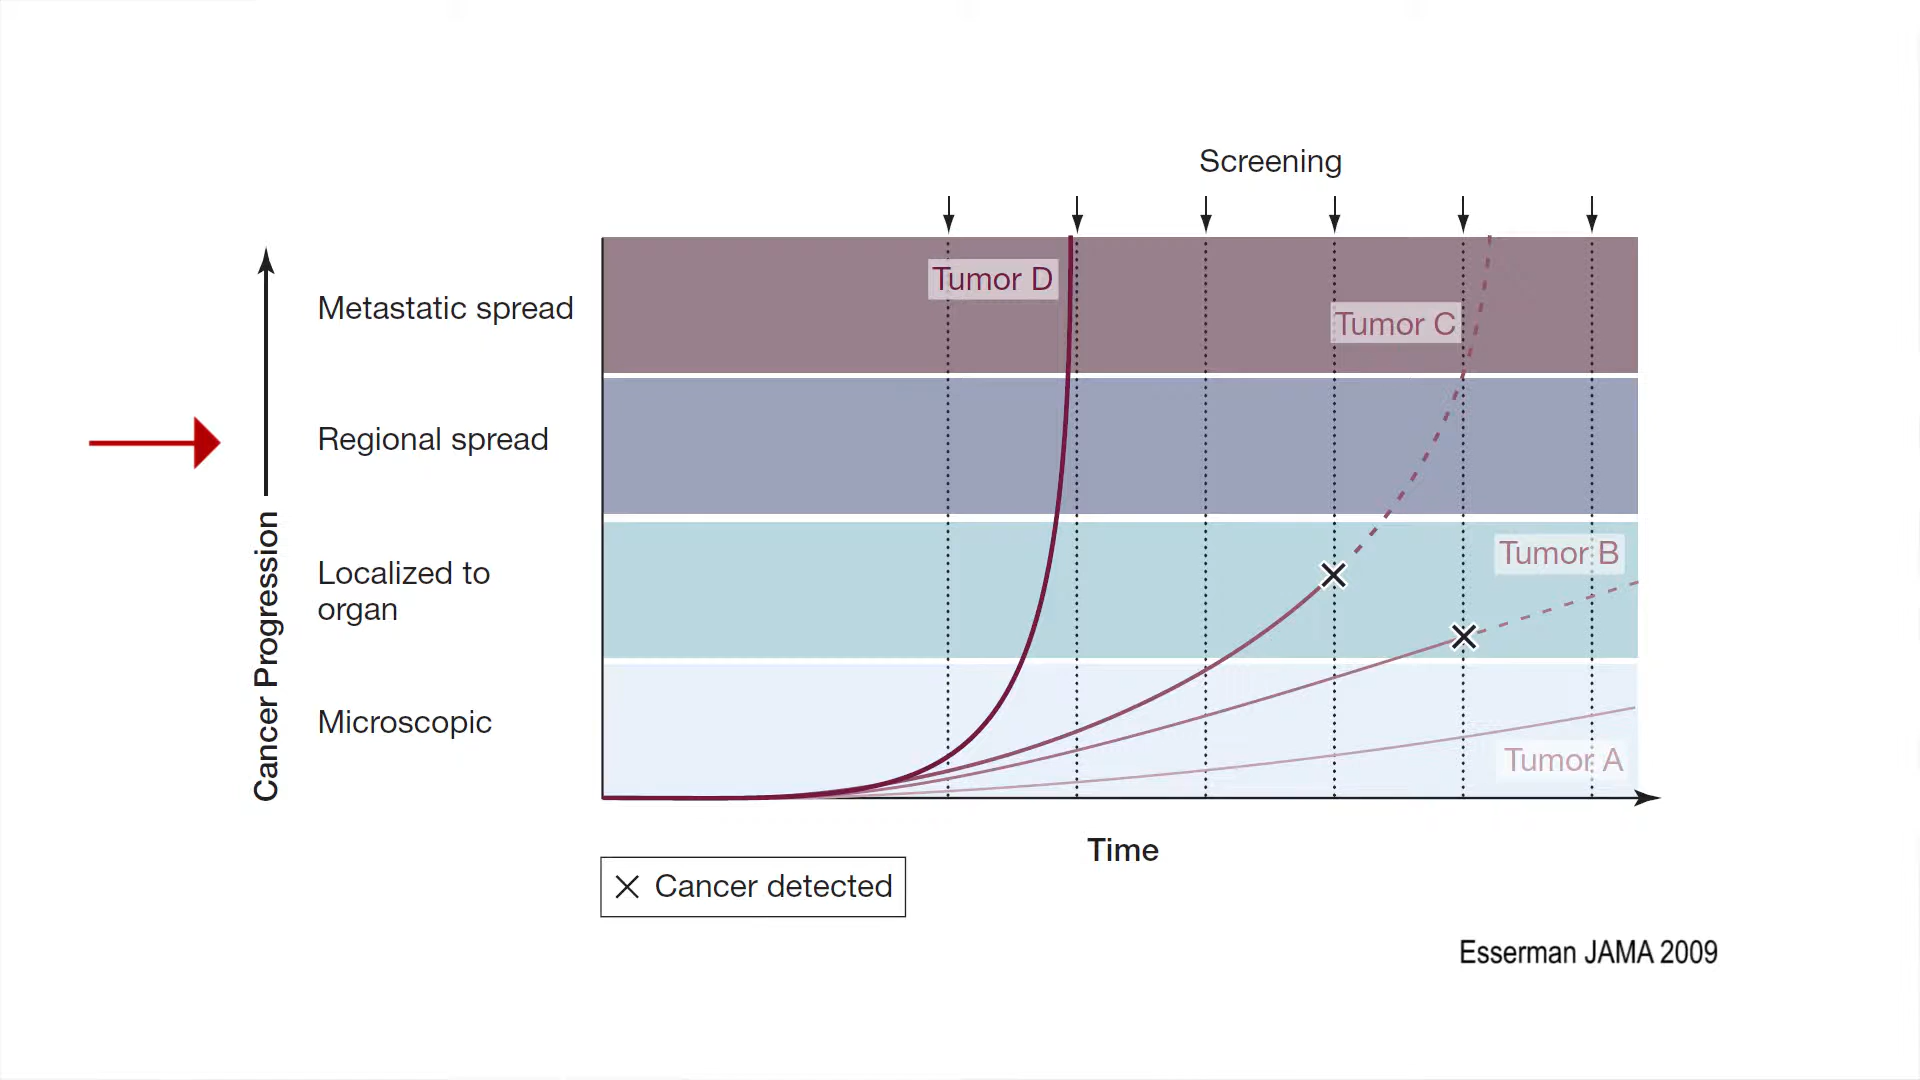 Screening
Tumor D
Metastatic spread
Tumor C
Regional spread
Tumor B
Localized to
organ
Microscopic
Tumor A
Cancer Progression
Time
Cancer detected
Esserman JAMA 2009